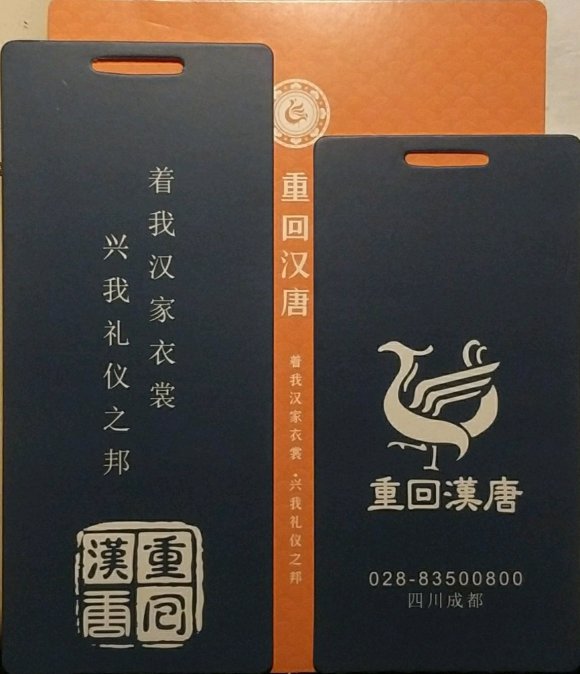 着我汉家衣裳
兴我礼仪之邦
重回
漢唐
重回汉唐
着我汉家衣裳·兴我礼仪之邦
重回漢唐
028-83500800
四川成都